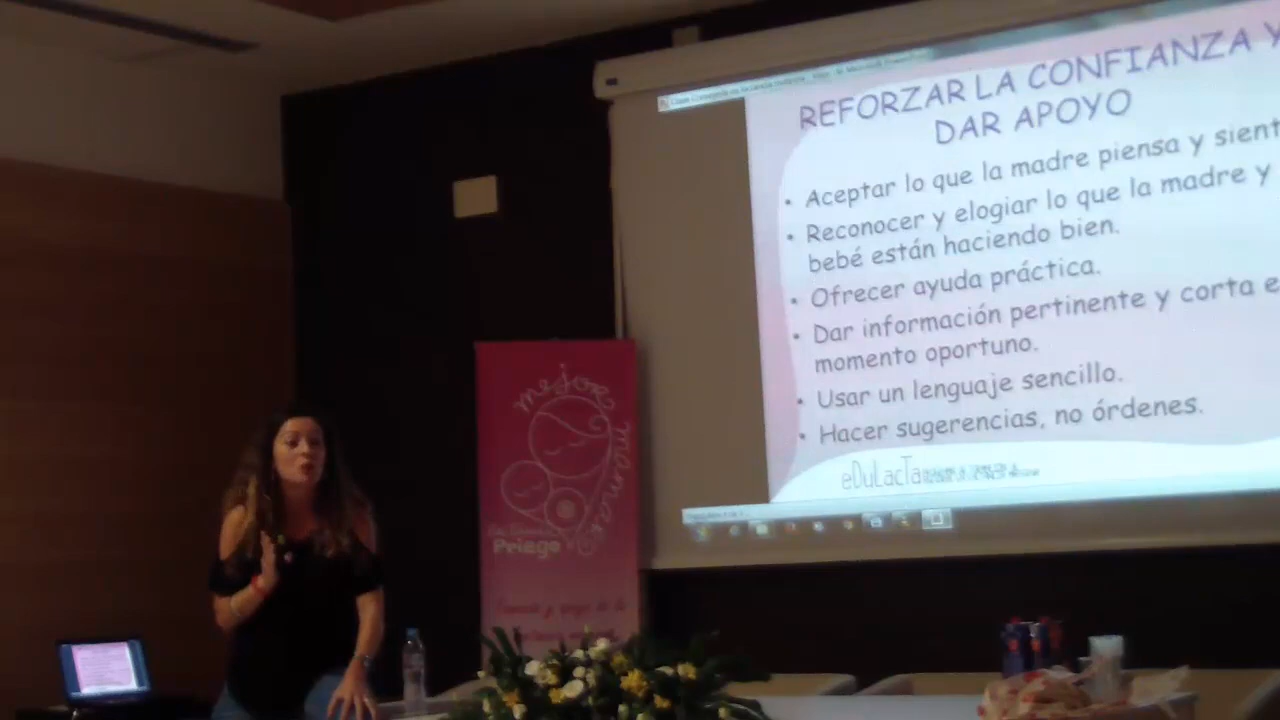 REFORZAR LA CONFIANZA Y
DAR APOYO
• Aceptar lo que la madre piensa y sient
• Reconocer y elogiar lo que la madre y
bebé están haciendo bien.
• Ofrecer ayuda práctica.
• Dar información pertinente y corta e
momento oportuno.
• Usar un lenguaje sencillo.
• Hacer sugerencias, no órdenes.
eDuLacTa
mejor
Priego